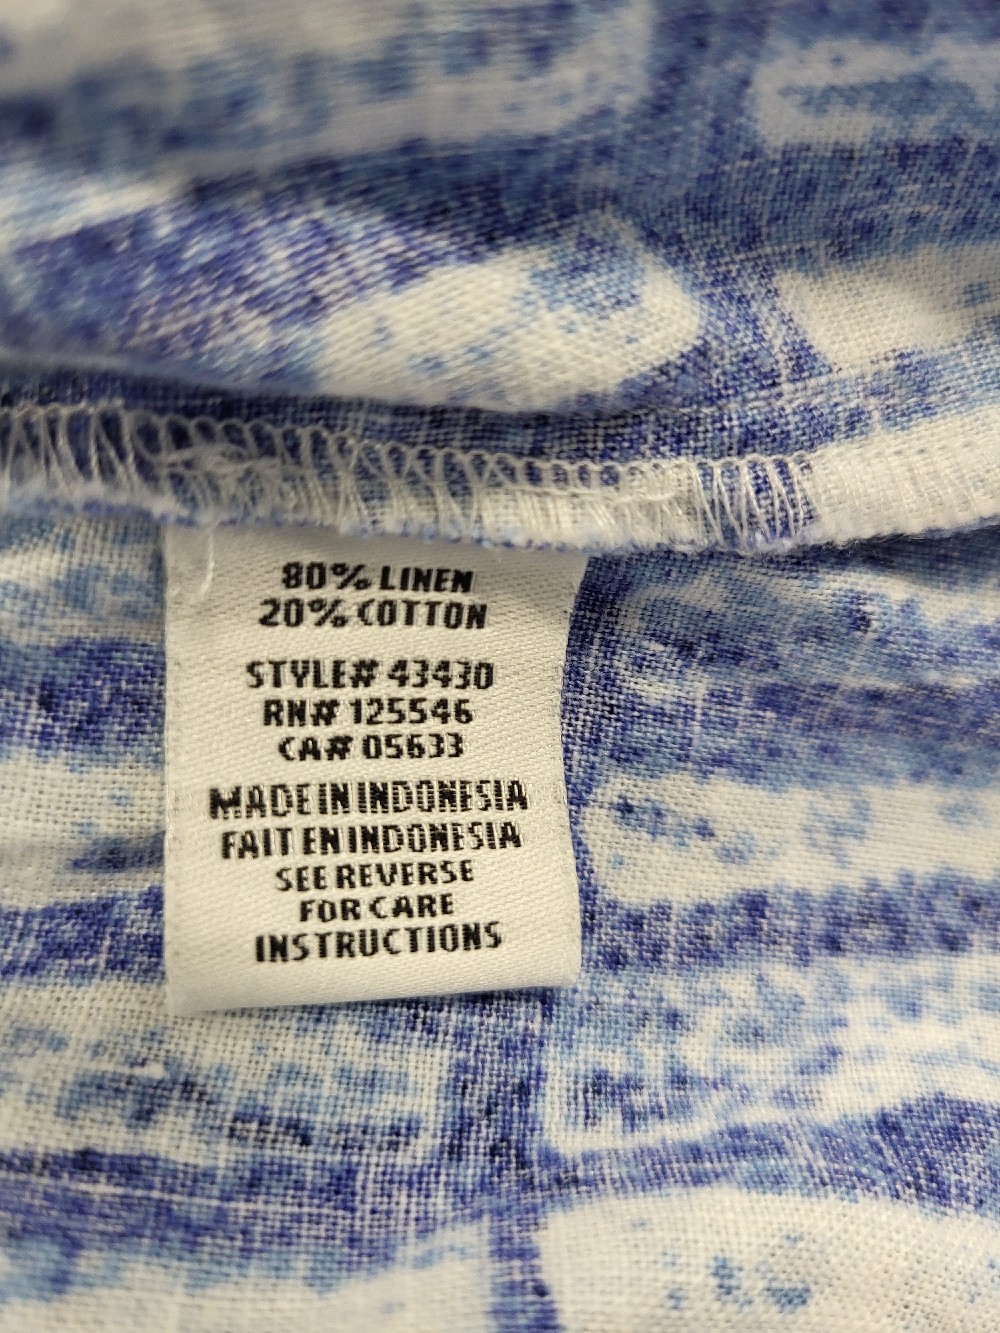 80% LINEN
20% COTTON
STYLE# 43430
RN# 125546
CA# 05633
MADE IN INDONESIA
FAIT EN INDONESIA
SEE REVERSE
FOR CARE
INSTRUCTIONS